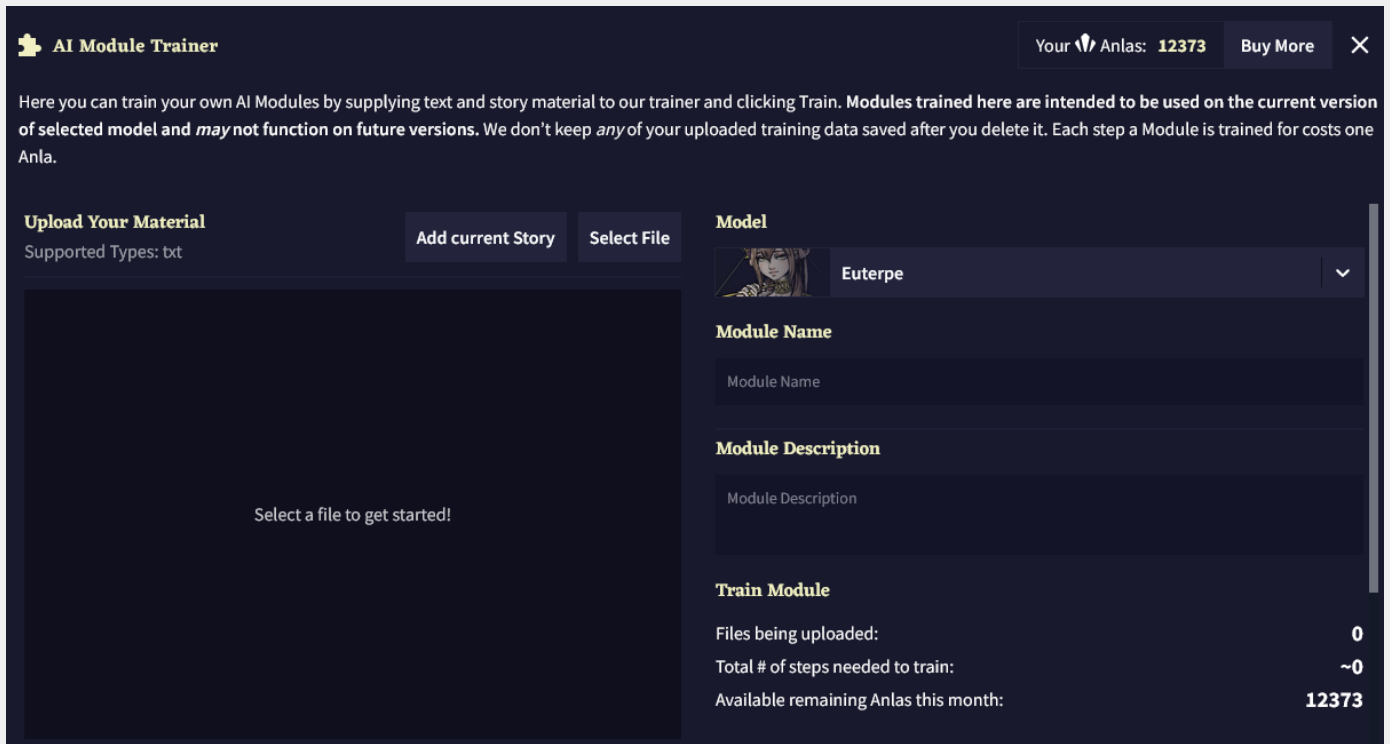 AI Module Trainer
Your Anlas: 12373
Buy More
Here you can train your own AI Modules by supplying text and story material to our trainer and clicking Train. Modules trained here are intended to be used on the current version
of selected model and may not function on future versions. We don't keep any of your uploaded training data saved after you delete it. Each step a Module is trained for costs one
Anla.
Upload Your Material
Supported Types: txt
Add current Story
Select File
Select a file to get started!
Model
Euterpe
Module Name
Module Name
Module Description
Module Description
Train Module
Files being uploaded: 0
Total # of steps needed to train: ~0
Available remaining Anlas this month: 12373